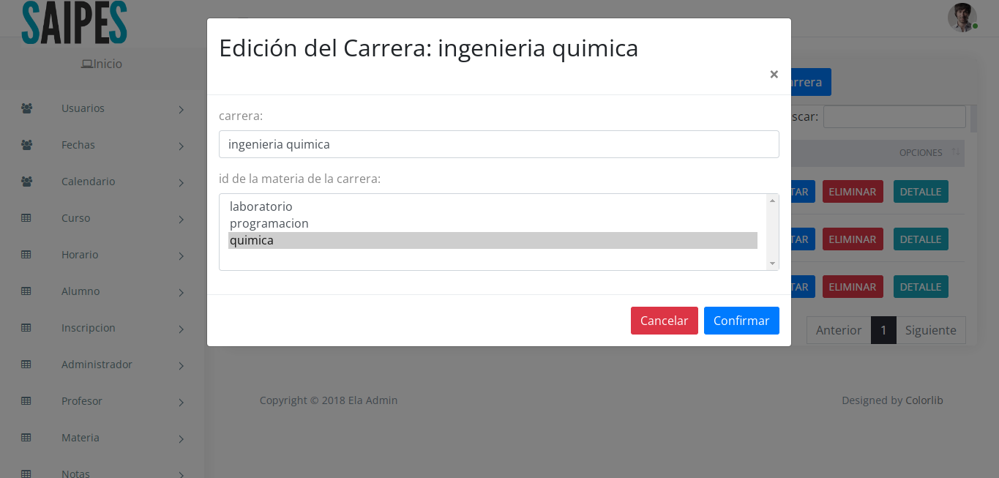 SAIPES
Inicio
Usuarios
Fechas
Calendario
Curso
Horario
Alumno
Inscripcion
Administrador
Profesor
Materia
Notas
Edición del Carrera: ingenieria quimica
×
carrera:
ingenieria quimica
id de la materia de la carrera:
laboratorio
programacion
quimica
Cancelar
Confirmar
arrera
scar:
OPCIONES
TAR ELIMINAR DETALLE
TAR ELIMINAR DETALLE
TAR ELIMINAR DETALLE
Anterior 1 Siguiente
Copyright © 2018 Ela Admin
Designed by Colorlib